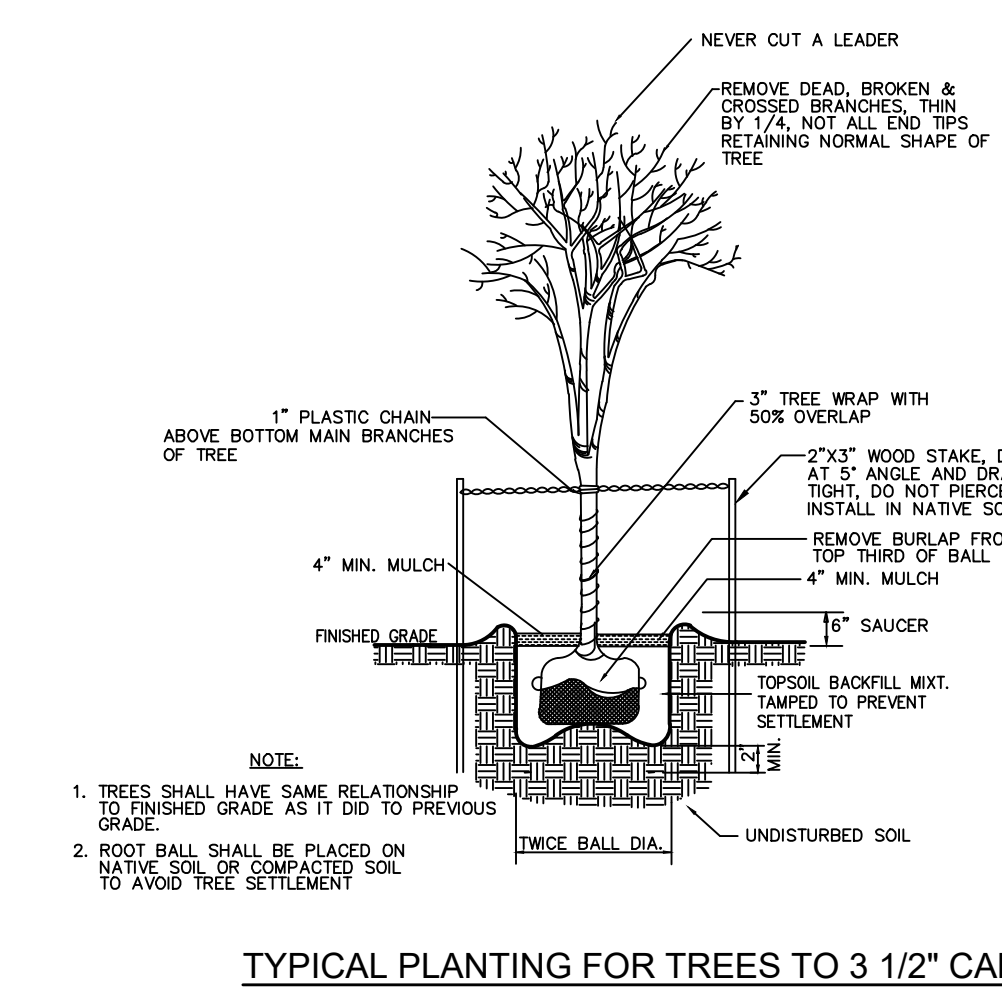 NEVER CUT A LEADER
REMOVE DEAD, BROKEN &
CROSSED BRANCHES, THIN
BY 1/4, NOT ALL END TIPS
RETAINING NORMAL SHAPE OF
TREE
1" PLASTIC CHAIN
ABOVE BOTTOM MAIN BRANCHES
OF TREE
3" TREE WRAP WITH
50% OVERLAP
2"X3" WOOD STAKE,
AT 5° ANGLE AND
TIGHT, DO NOT PIERCE
INSTALL IN NATIVE
REMOVE BURLAP
TOP THIRD OF BALL
4" MIN. MULCH
4" MIN. MULCH
6" SAUCER
FINISHED GRADE
TOPSOIL BACKFILL MIXT.
TAMPED TO PREVENT
SETTLEMENT
2'
MIN.
UNDISTURBED SOIL
TWICE BALL DIA.
NOTE:
1. TREES SHALL HAVE SAME RELATIONSHIP
TO FINISHED GRADE AS IT DID TO PREVIOUS
GRADE.
2. ROOT BALL SHALL BE PLACED ON
NATIVE SOIL OR COMPACTED SOIL
TO AVOID TREE SETTLEMENT
TYPICAL PLANTING FOR TREES TO 3 1/2"